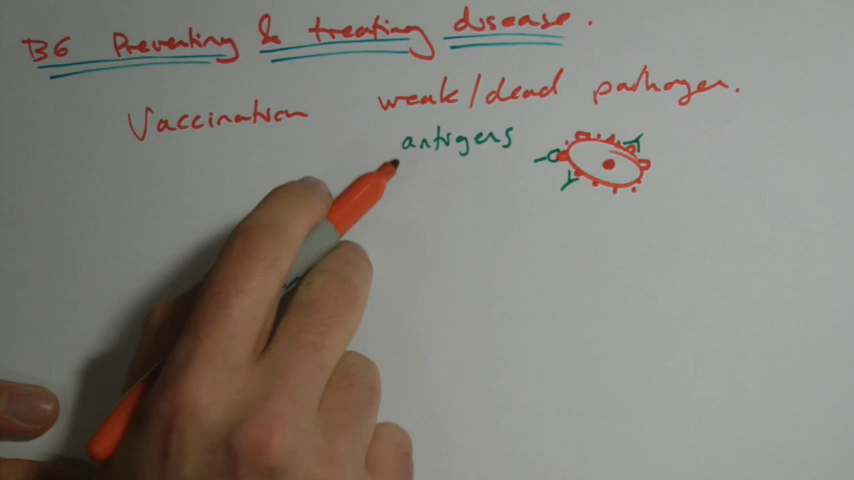 B6 Preventing & treating disease.
Vaccination weak/dead pathogen.
antigens